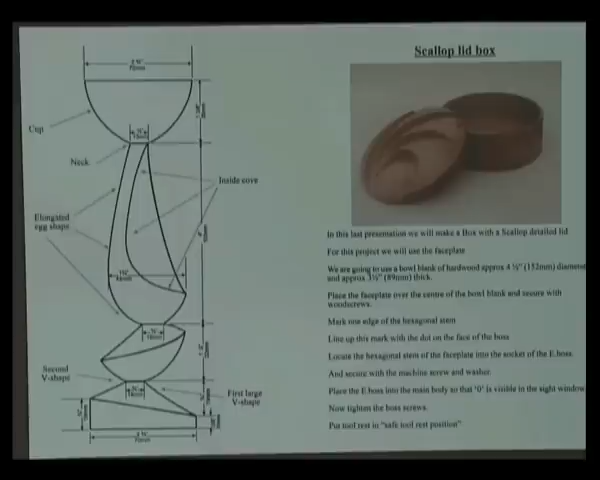 Scallop lid box
Cup
Neck
Inside cove
Elongated
egg shape
Second
V-shape
First large
V-shape
In this last presentation we will make a Box with a Scallop detailed lid
For this project we will use the faceplate
We are going to use a bowl blank of hardwood approx (152mm) diameter
and approx 3½" (89mm) thick.
Place the faceplate over the centre of the bowl blank and secure with
woodscrews.
Mark one edge of the hexagonal stem
Line up this mark with the dot on the face of the boss
Locate the hexagonal stem of the faceplate into the socket of the E.boss.
And secure with the machine screw and washer.
Place the E.boss into the main body so that '0' is visible in the sight window
Now tighten the boss screws.
Put tool rest in "safe tool rest position"